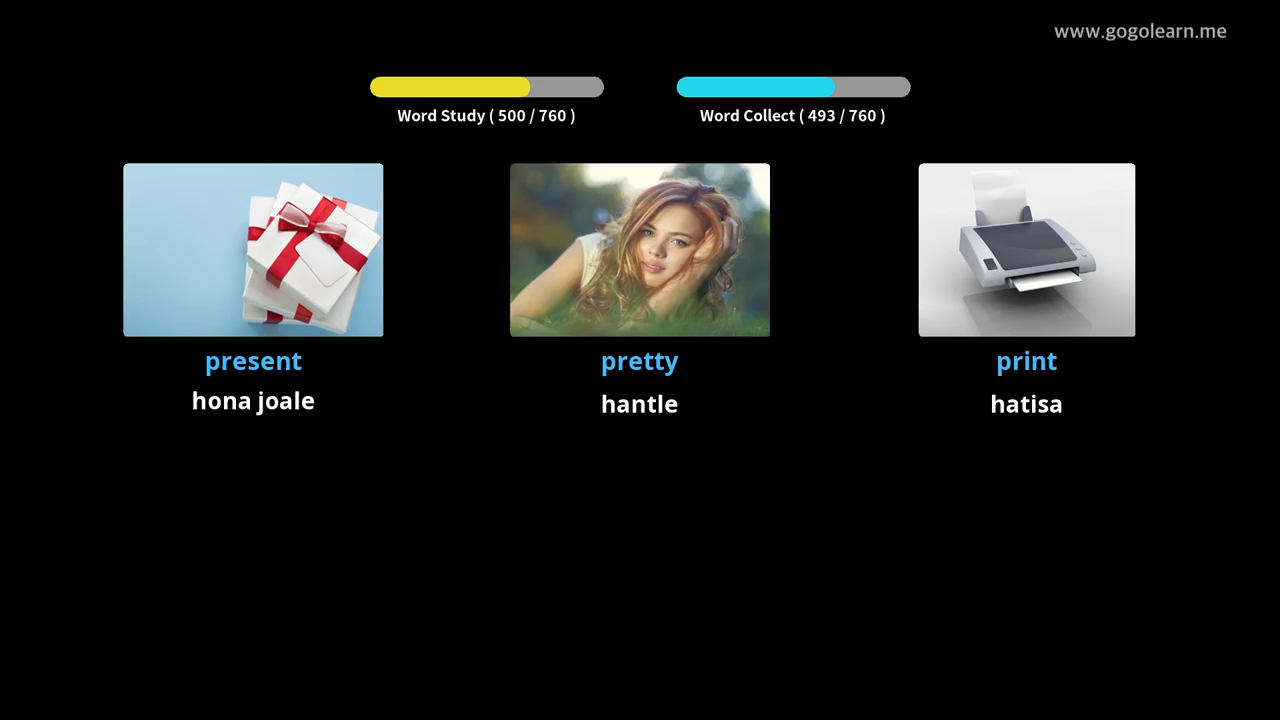 www.gogolearn.me
Word Study ( 500 / 760 )
Word Collect ( 493 / 760 )
present
pretty
print
hona joale
hantle
hatisa